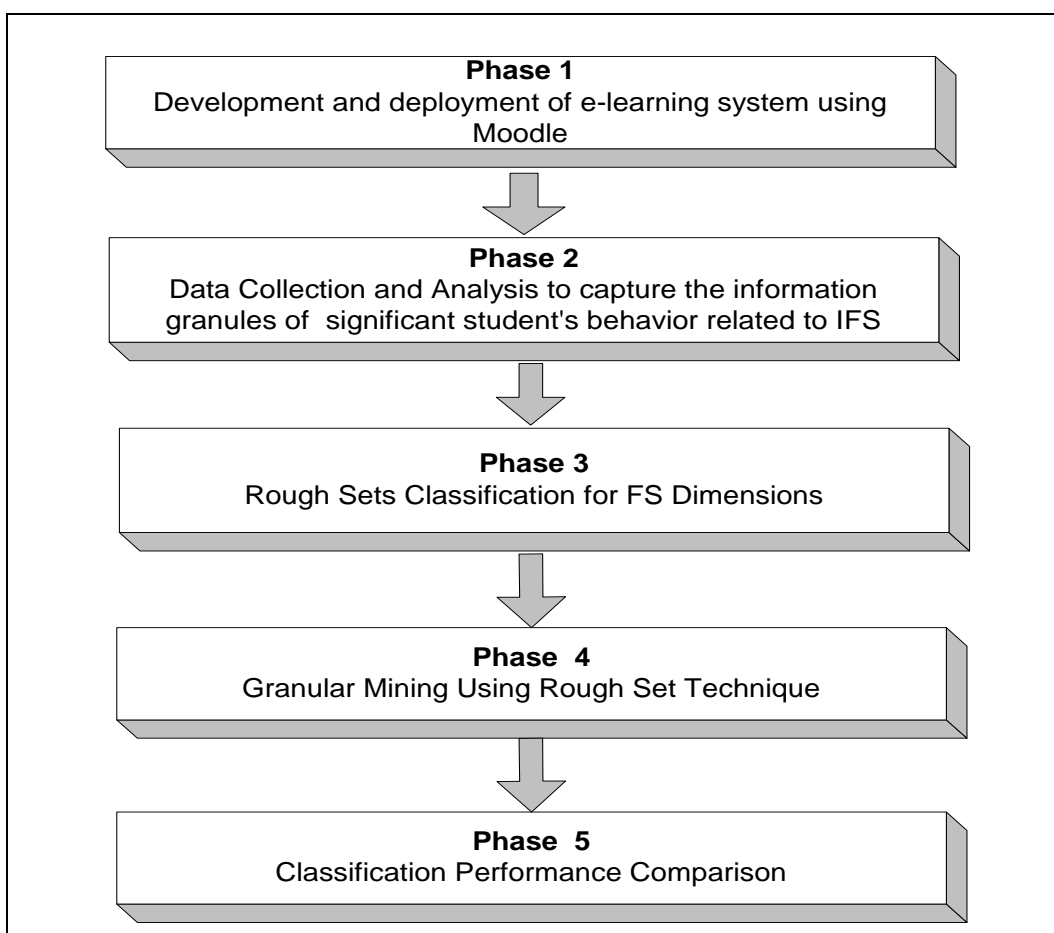 Phase 1
Development and deployment of e-learning system using
Moodle
Phase 2
Data Collection and Analysis to capture the information
granules of  significant student's behavior related to IFS
Phase 3
Rough Sets Classification for FS Dimensions
Phase  4
Granular Mining Using Rough Set Technique
Phase  5
Classification Performance Comparison